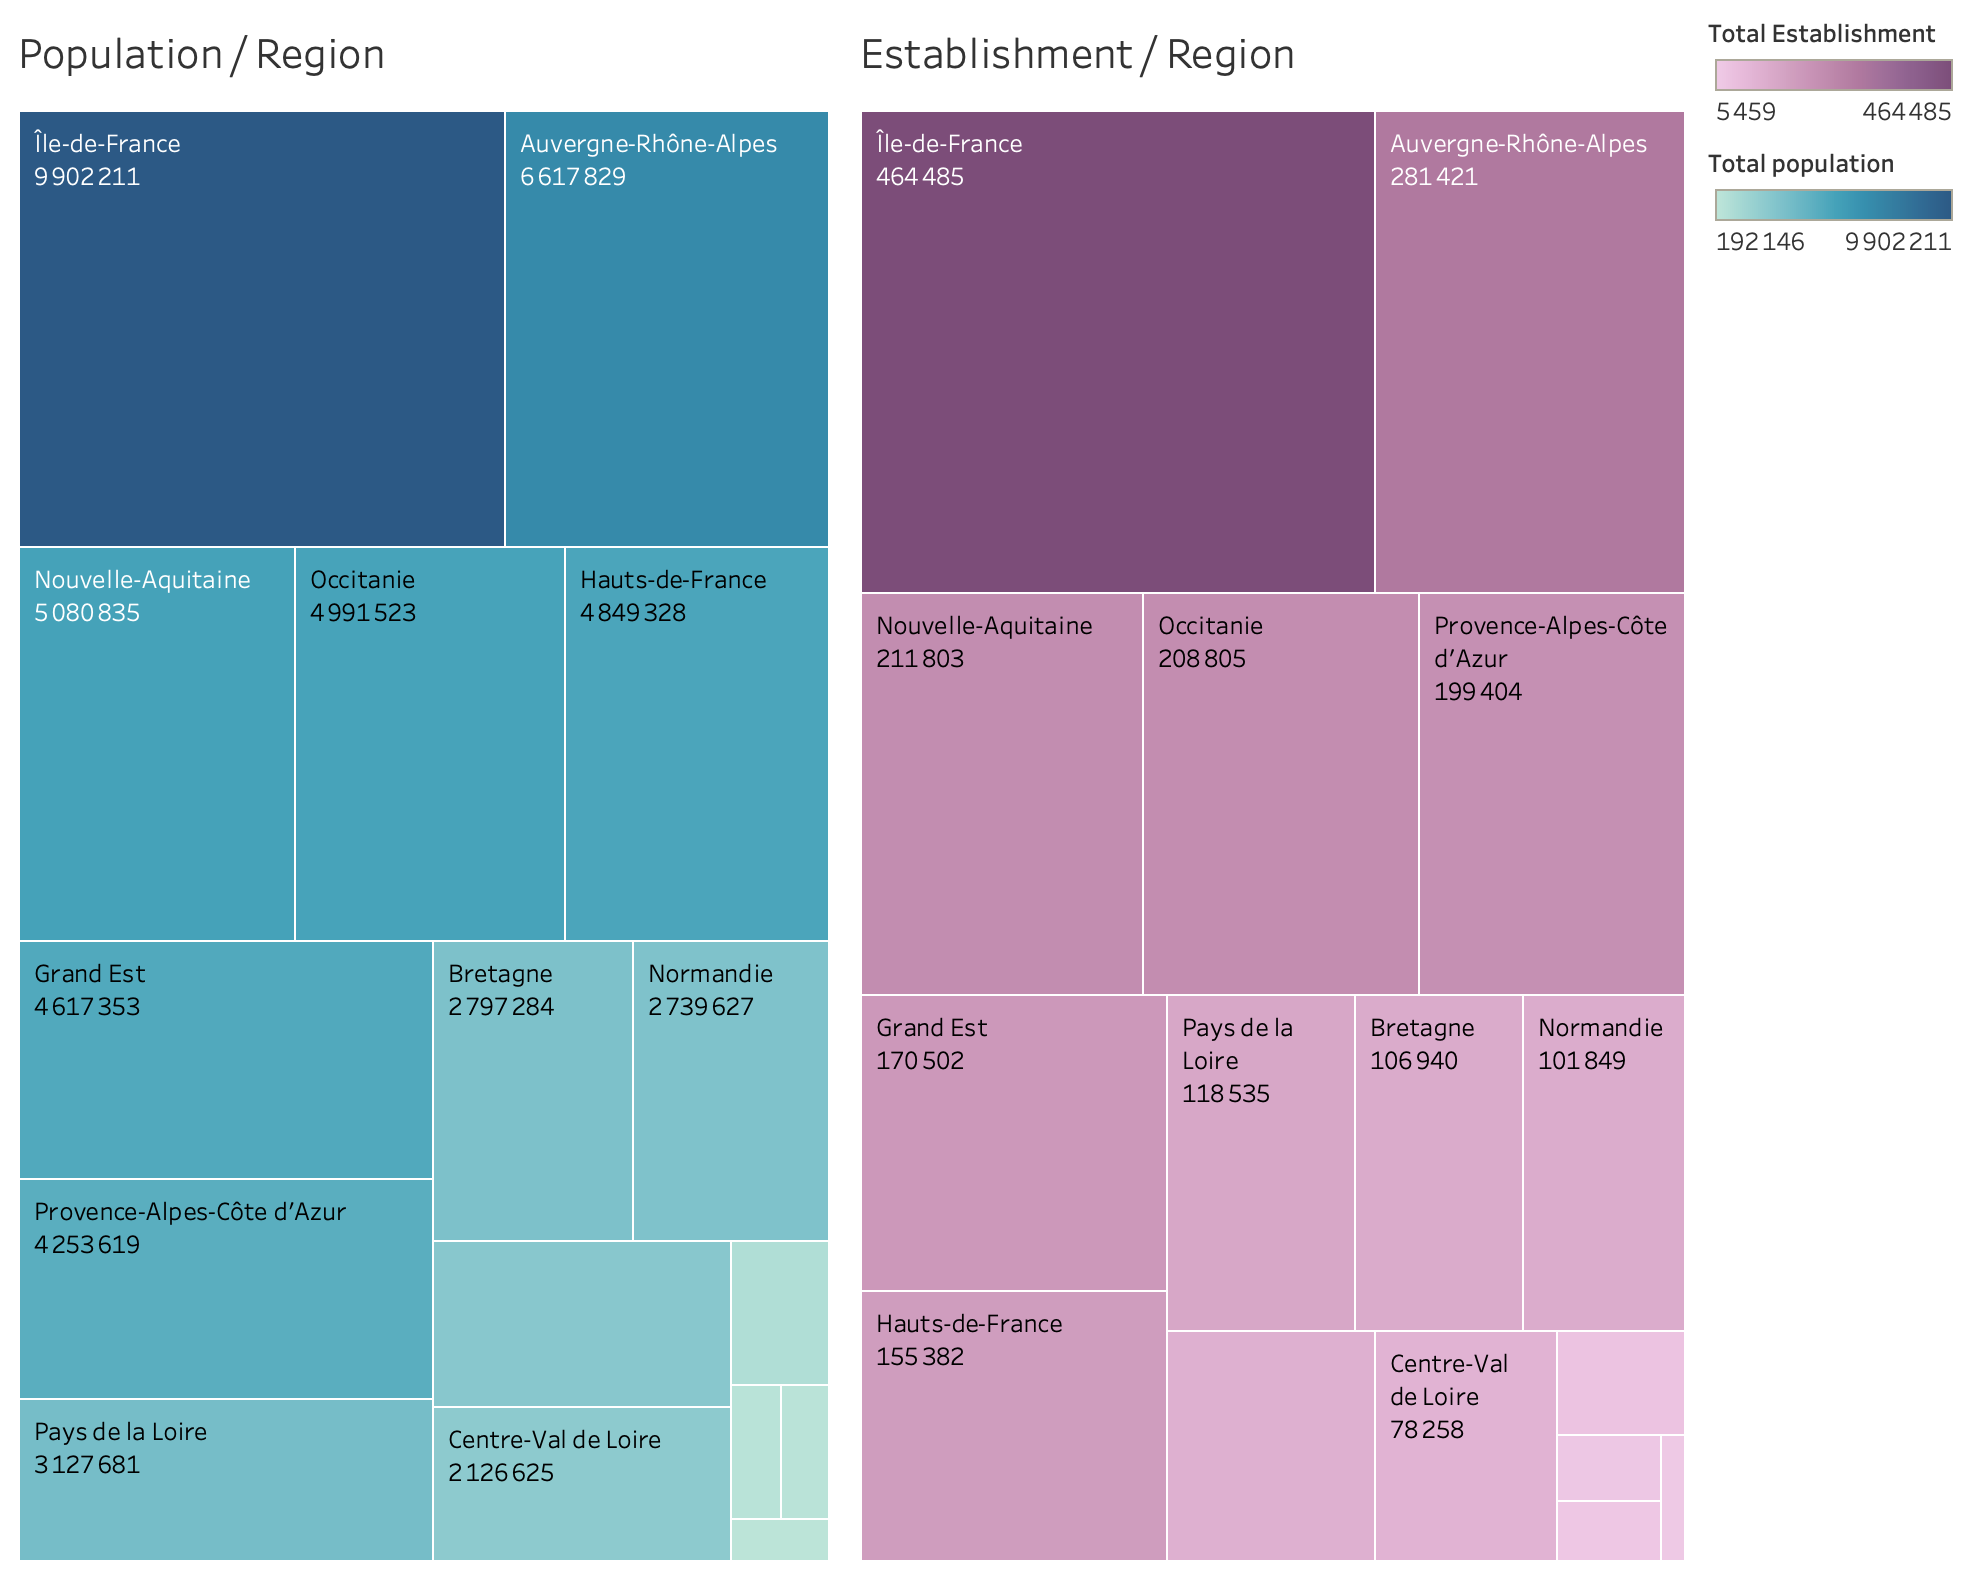 Population / Region
Île-de-France
9 902 211
Auvergne-Rhône-Alpes
6 617 829
Nouvelle-Aquitaine
5 080 835
Occitanie
4 991 523
Hauts-de-France
4 849 328
Grand Est
4 617 353
Bretagne
2 797 284
Normandie
2 739 627
Provence-Alpes-Côte d'Azur
4 253 619
Pays de la Loire
3 127 681
Centre-Val de Loire
2 126 625
Establishment / Region
Île-de-France
464 485
Auvergne-Rhône-Alpes
281 421
Nouvelle-Aquitaine
211 803
Occitanie
208 805
Provence-Alpes-Côte
d'Azur
199 404
Grand Est
170 502
Pays de la
Loire
118 535
Bretagne
106 940
Normandie
101 849
Hauts-de-France
155 382
Centre-Val
de Loire
78 258
Total Establishment
5 459 464 485
Total population
192 146 9 902 211